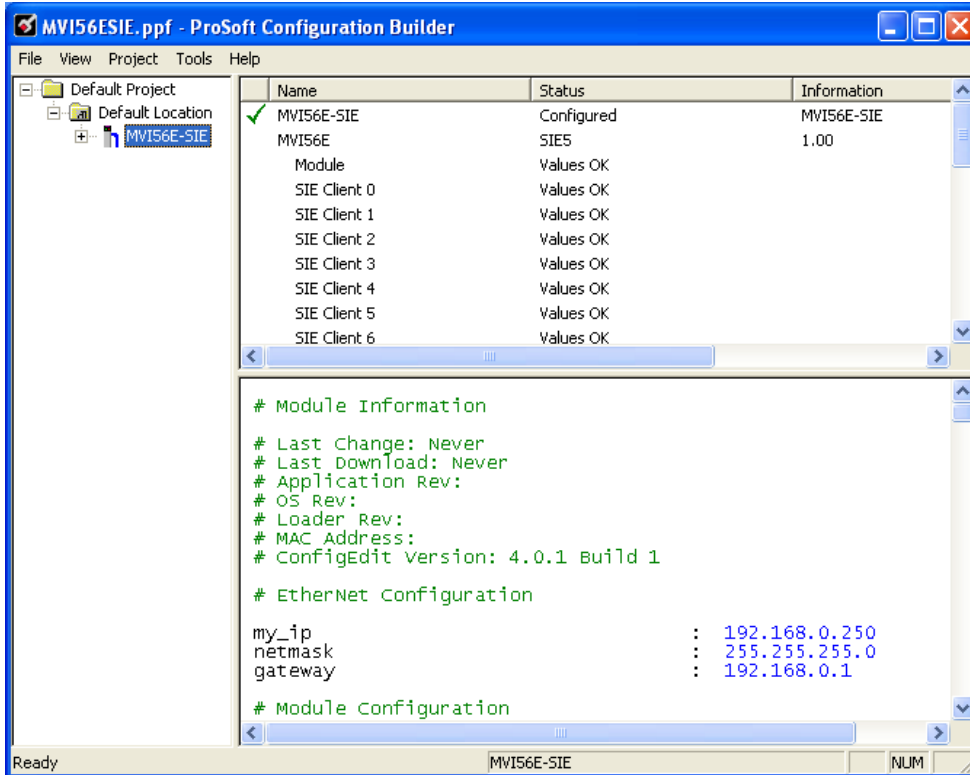 MVI56ESIE.ppf - ProSoft Configuration Builder
File View Project Tools Help
Default Project
Default Location
MVI56E-SIE
Name Status Information
MVI56E-SIE Configured MVI56E-SIE
MVI56E SIE5 1.00
Module Values OK
SIE Client 0 Values OK
SIE Client 1 Values OK
SIE Client 2 Values OK
SIE Client 3 Values OK
SIE Client 4 Values OK
SIE Client 5 Values OK
SIE Client 6 Values OK
# Module Information
# Last Change: Never
# Last Download: Never
# Application Rev:
# OS Rev:
# Loader Rev:
# MAC Address:
# ConfigEdit Version: 4.0.1 Build 1
# EtherNet Configuration
my_ip : 192.168.0.250
netmask : 255.255.255.0
gateway : 192.168.0.1
# Module Configuration
Ready MVI56E-SIE NUM